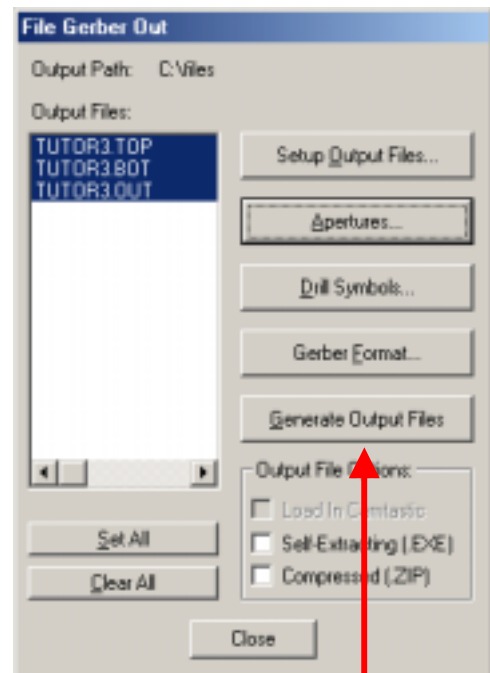 File Gerber Out
Output Path: C:\files
Output Files:
TUTOR3.TOP
TUTOR3.BOT
TUTOR3.OUT
Setup Output Files...
Apertures...
Drill Symbols...
Gerber Format...
Generate Output Files
Output File Options:
Load In Camtastic
Self-Extracting (.EXE)
Compressed (.ZIP)
Set All
Clear All
Close